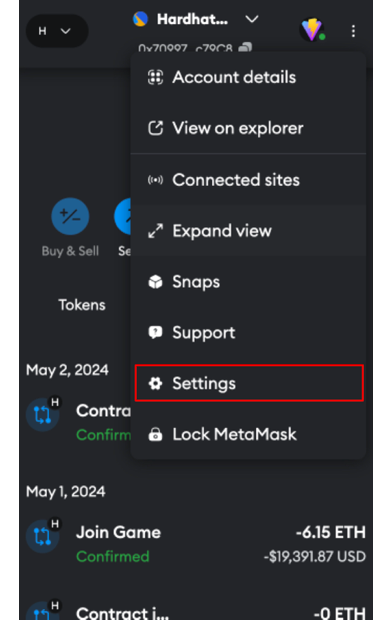 H
Hardhat...
0x70997...c79C8
Account details
View on explorer
Connected sites
Expand view
Buy & Sell
Se
Snaps
Tokens
Support
May 2, 2024
Settings
H
Contra
Confirm
Lock MetaMask
May 1, 2024
H
Join Game
-6.15 ETH
Confirmed
-$19,391.87 USD
H
Contract i...
-0 ETH